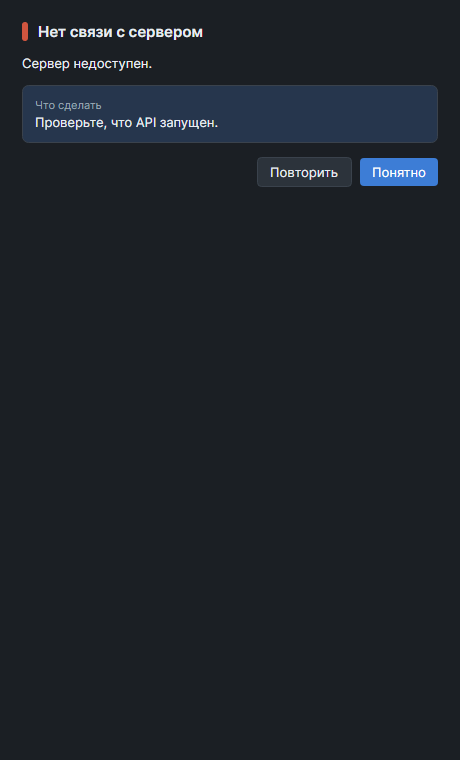 Нет связи с сервером
Сервер недоступен.
Что сделать
Проверьте, что API запущен.
Повторить
Понятно